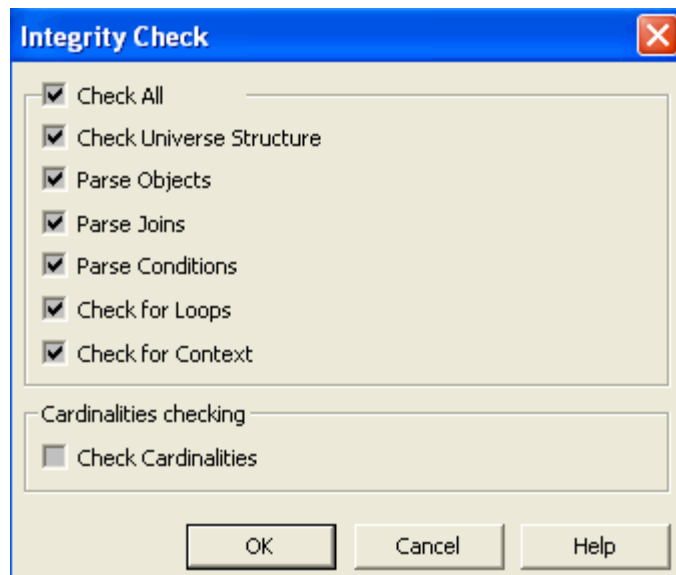 Integrity Check
Check All
Check Universe Structure
Parse Objects
Parse Joins
Parse Conditions
Check for Loops
Check for Context
Cardinalities checking
Check Cardinalities
OK Cancel Help